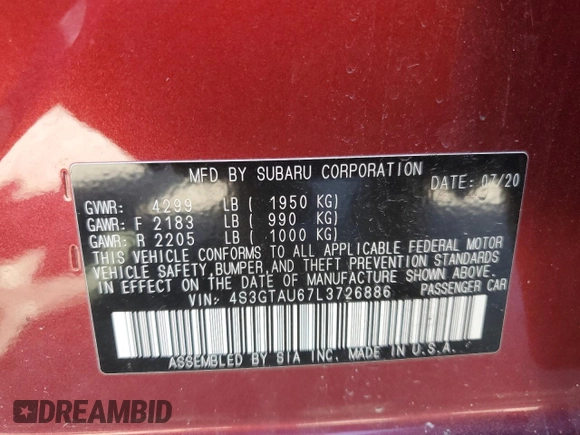 MFD BY SUBARU CORPORATION
DATE: 07/20
GVWR: 4299 LB ( 1950 KG)
GAWR: F 2183 LB ( 990 KG)
GAWR: R 2205 LB ( 1000 KG)
THIS VEHICLE CONFORMS TO ALL APPLICABLE FEDERAL MOTOR
VEHICLE SAFETY, BUMPER, AND THEFT PREVENTION STANDARDS
IN EFFECT ON THE DATE OF MANUFACTURE SHOWN ABOVE.
VIN: 4S3GTAU67L3726886 PASSENGER CAR
ASSEMBLED BY SIA INC. MADE IN U.S.A.
DREAMBID